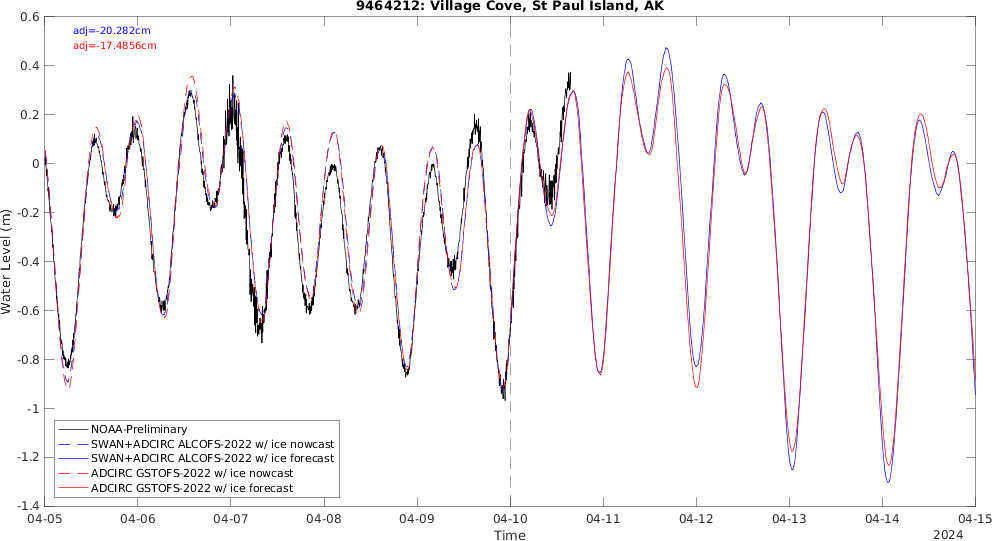 9464212: Village Cove, St Paul Island, AK
adj=-20.282cm
adj=-17.4856cm
0.6
0.4
0.2
0
-0.2
-0.4
-0.6
-0.8
-1
-1.2
-1.4
Water Level (m)
NOAA-Preliminary
SWAN+ADCIRC ALCOFS-2022 w/ ice nowcast
SWAN+ADCIRC ALCOFS-2022 w/ ice forecast
ADCIRC GSTOFS-2022 w/ ice nowcast
ADCIRC GSTOFS-2022 w/ ice forecast
04-05 04-06 04-07 04-08 04-09 04-10 04-11 04-12 04-13 04-14 04-15
Time
2024